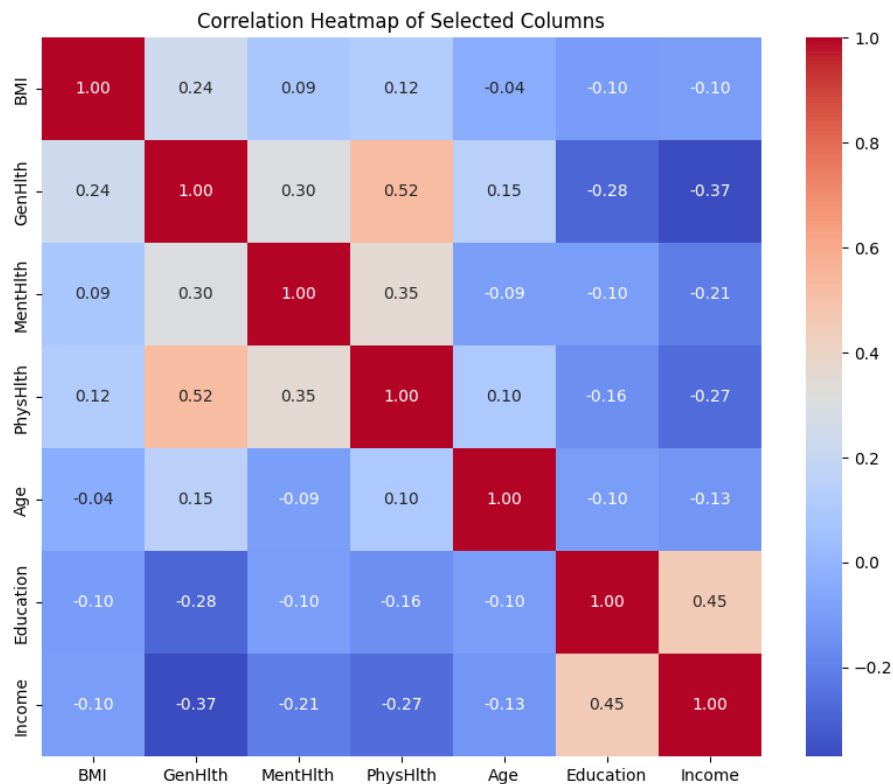 Correlation Heatmap of Selected Columns
BMI 1.00 0.24 0.09 0.12 -0.04 -0.10 -0.10
GenHlth 0.24 1.00 0.30 0.52 0.15 -0.28 -0.37
MentHlth 0.09 0.30 1.00 0.35 -0.09 -0.10 -0.21
PhysHlth 0.12 0.52 0.35 1.00 0.10 -0.16 -0.27
Age -0.04 0.15 -0.09 0.10 1.00 -0.10 -0.13
Education -0.10 -0.28 -0.10 -0.16 -0.10 1.00 0.45
Income -0.10 -0.37 -0.21 -0.27 -0.13 0.45 1.00
BMI GenHlth MentHlth PhysHlth Age Education Income
1.0
0.8
0.6
0.4
0.2
0.0
−0.2